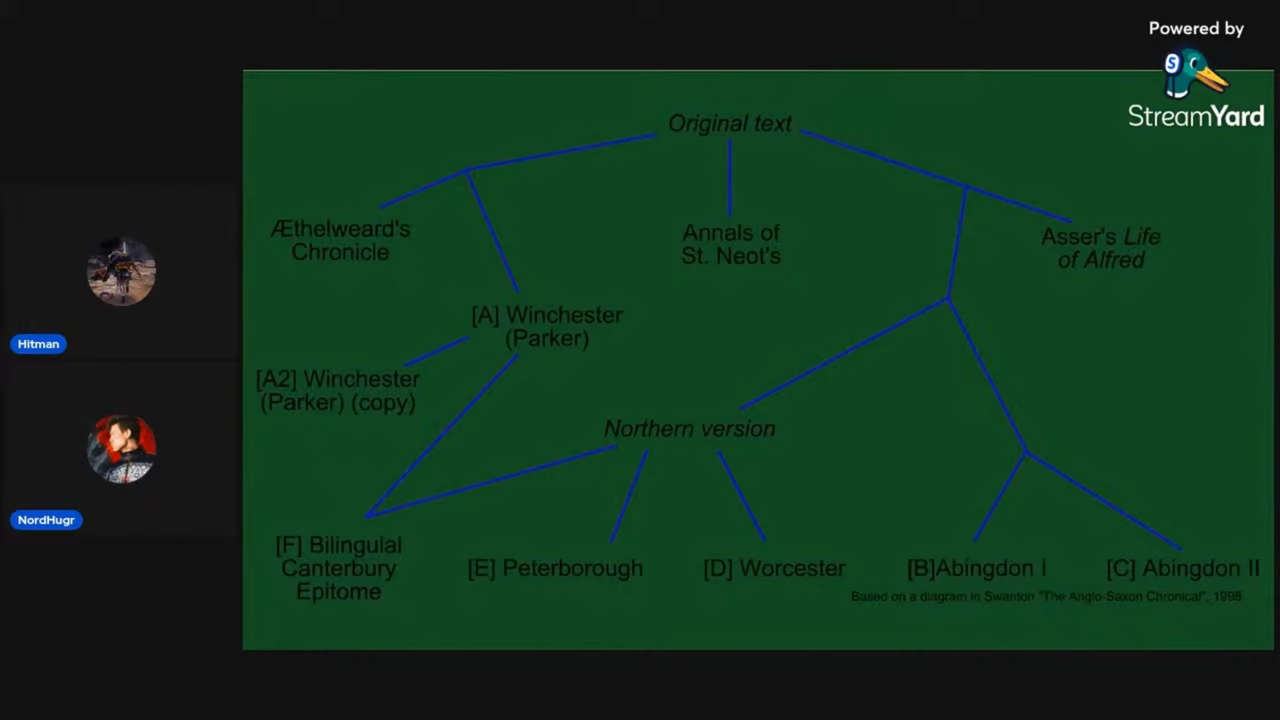 Powered by
StreamYard
Original text
Æthelweard's
Chronicle
Annals of
St. Neot's
Asser's Life
of Alfred
[A] Winchester
(Parker)
Hitman
[A2] Winchester
(Parker) (copy)
Northern version
NordHugr
[F] Bilingulal
Canterbury
Epitome
[E] Peterborough
[D] Worcester
[B]Abingdon I
[C] Abingdon II
Based on a diagram in Swanton "The Anglo-Saxon Chronical", 1998